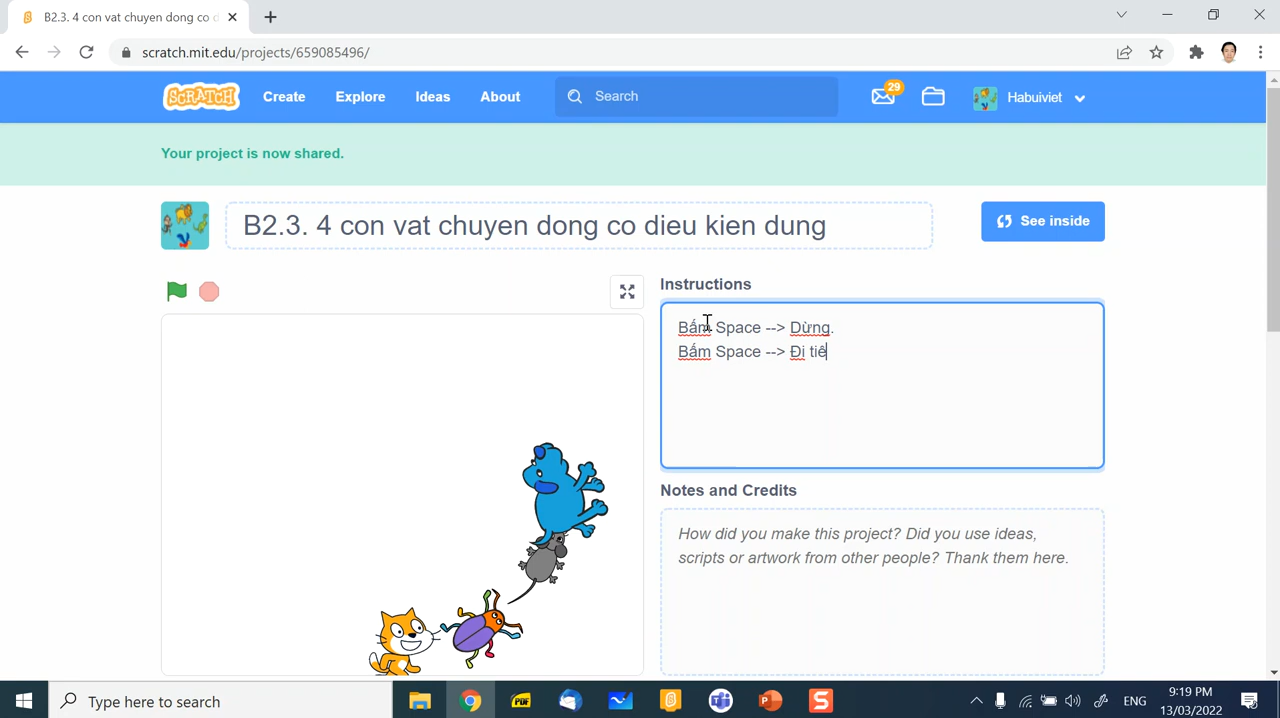 B2.3. 4 con vat chuyen dong co d
scratch.mit.edu/projects/659085496/
SCRATCH Create Explore Ideas About Search 29 Habuiviet
Your project is now shared.
B2.3. 4 con vat chuyen dong co dieu kien dung
See inside
Instructions
Bấm Space --> Dừng.
Bấm Space --> Đi tiê
Notes and Credits
How did you make this project? Did you use ideas,
scripts or artwork from other people? Thank them here.
Type here to search
PDF
ENG
9:19 PM
13/03/2022